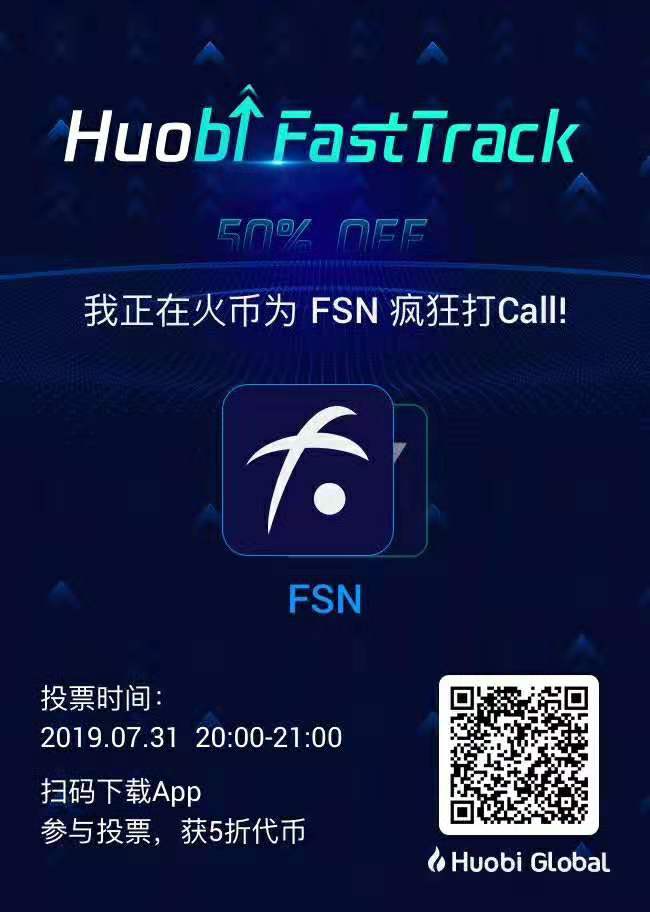 Huobi FastTrack
50% OFF
我正在火币为 FSN 疯狂打Call!
FSN
投票时间：
2019.07.31 20:00-21:00
扫码下载App
参与投票，获5折代币
Huobi Global